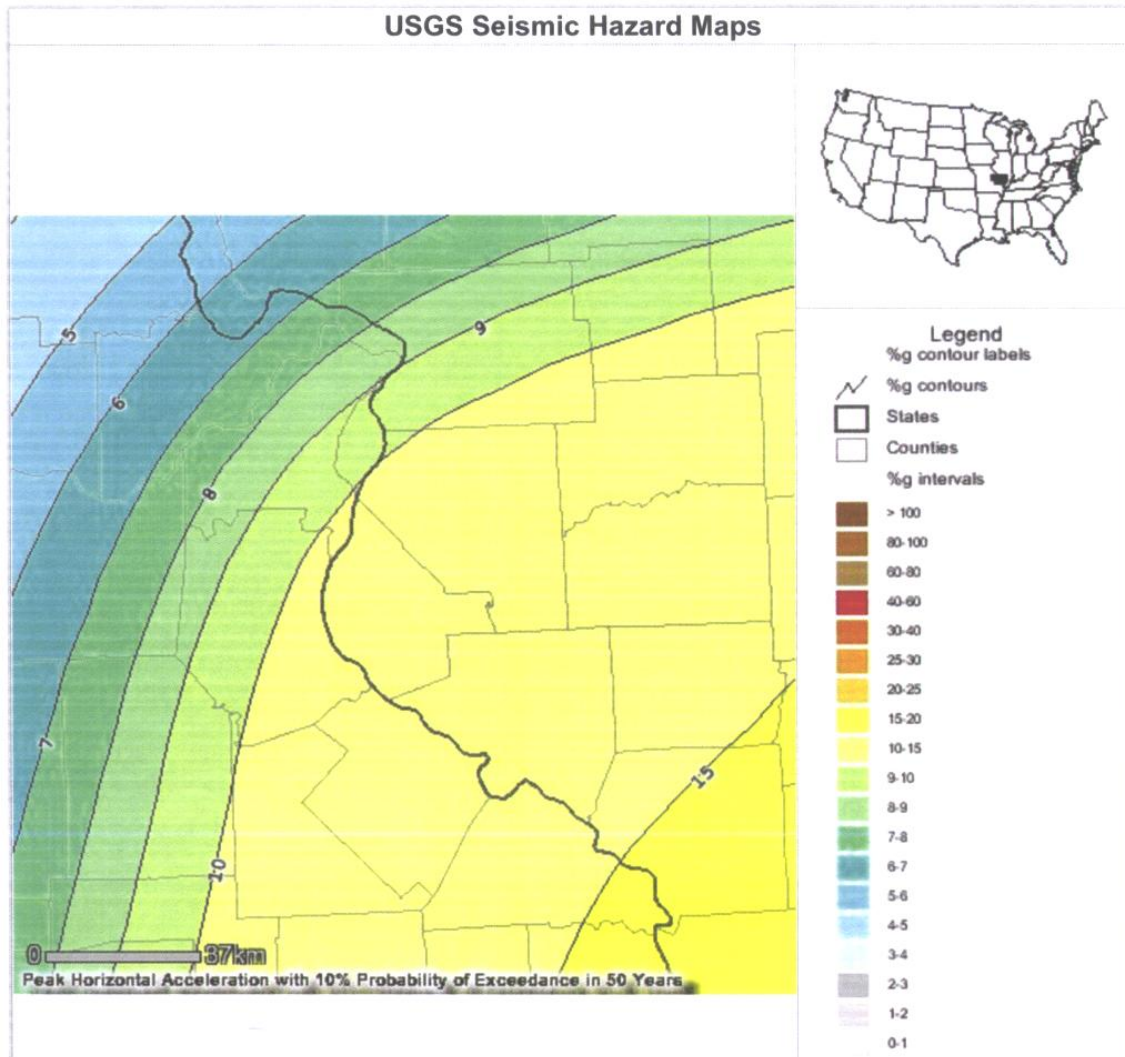 USGS Seismic Hazard Maps
5
6
9
8
7
15
10
0 37km
Peak Horizontal Acceleration with 10% Probability of Exceedance in 50 Years
Legend
%g contour labels
%g contours
States
Counties
%g intervals
> 100
80-100
60-80
40-60
30-40
25-30
20-25
15-20
10-15
9-10
8-9
7-8
6-7
5-6
4-5
3-4
2-3
1-2
0-1